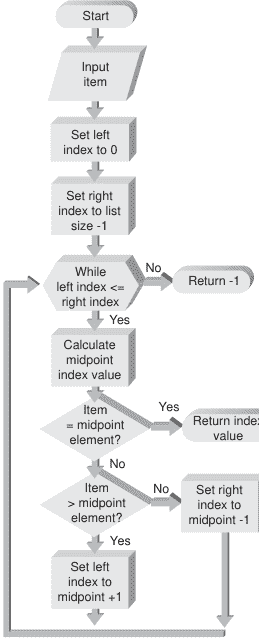 Start
Input
item
Set left
index to 0
Set right
index to list
size -1
While
left index <=
right index
No
Return -1
Yes
Calculate
midpoint
index value
Item
= midpoint
element?
Yes
Return index
value
No
Item
> midpoint
element?
No
Set right
index to
midpoint -1
Yes
Set left
index to
midpoint +1